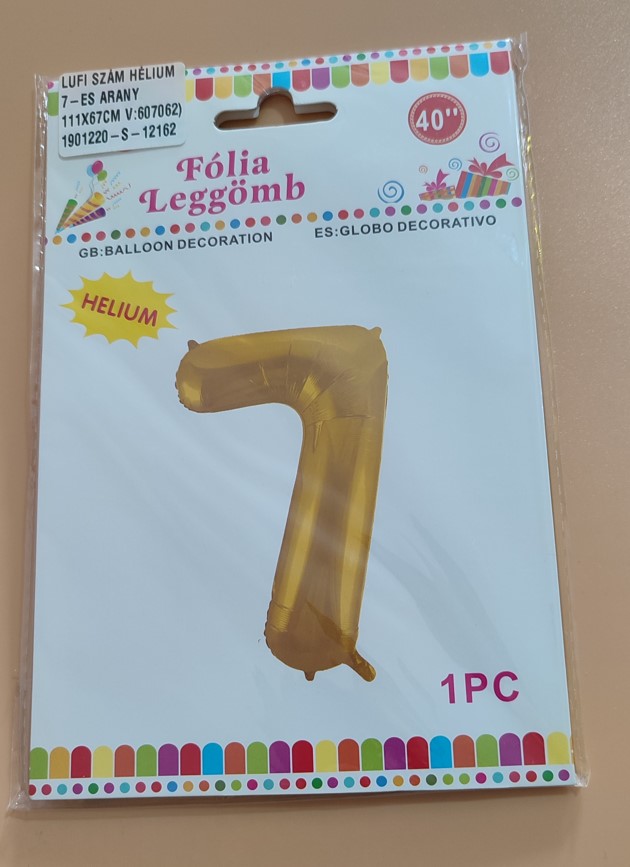 LUFI SZÁM HÉLIUM
7-ES ARANY
111X67CM V:607062)
1901220-S-12162
40"
Fólia
Leggömb
GB:BALLOON DECORATION
ES:GLOBO DECORATIVO
HELIUM
7
1PC